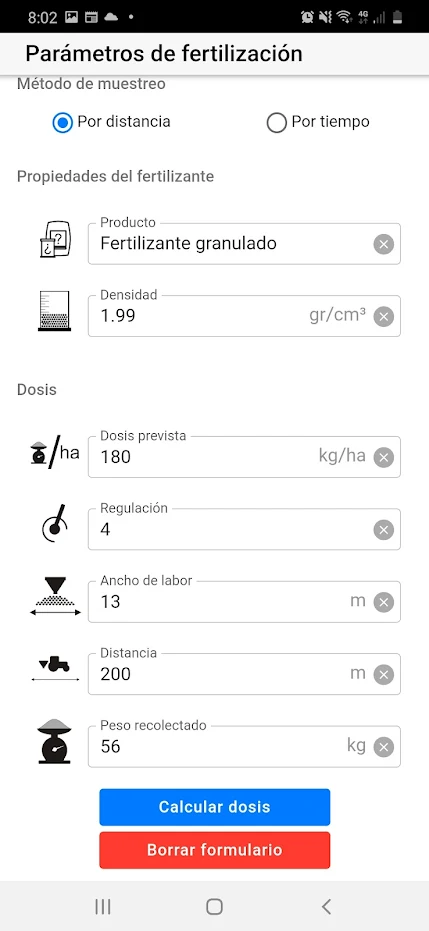 8:02
4G
Parámetros de fertilización
Método de muestreo
Por distancia
Por tiempo
Propiedades del fertilizante
Producto
Fertilizante granulado
Densidad
1.99 gr/cm³
Dosis
/ha
Dosis prevista
180 kg/ha
Regulación
4
Ancho de labor
13 m
Distancia
200 m
Peso recolectado
56 kg
Calcular dosis
Borrar formulario